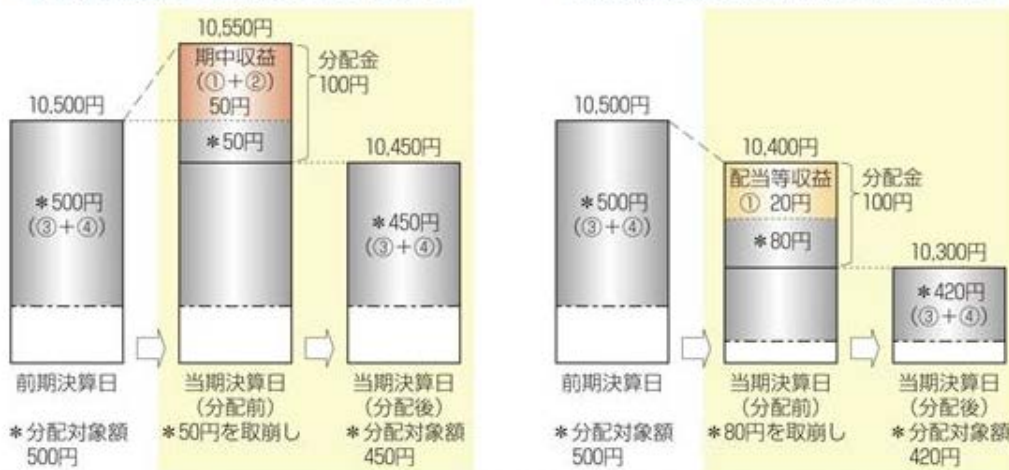 10,550円
期中収益
(①+②)
50円
*50円
分配金
100円
10,500円
*500円
(③+④)
10,450円
*450円
(③+④)
前期決算日
*分配対象額
500円
当期決算日
(分配前)
*50円を取崩し
当期決算日
(分配後)
*分配対象額
450円
10,500円
*500円
(③+④)
10,400円
配当等収益
① 20円
*80円
分配金
100円
10,300円
*420円
(③+④)
前期決算日
*分配対象額
500円
当期決算日
(分配前)
*80円を取崩し
当期決算日
(分配後)
*分配対象額
420円